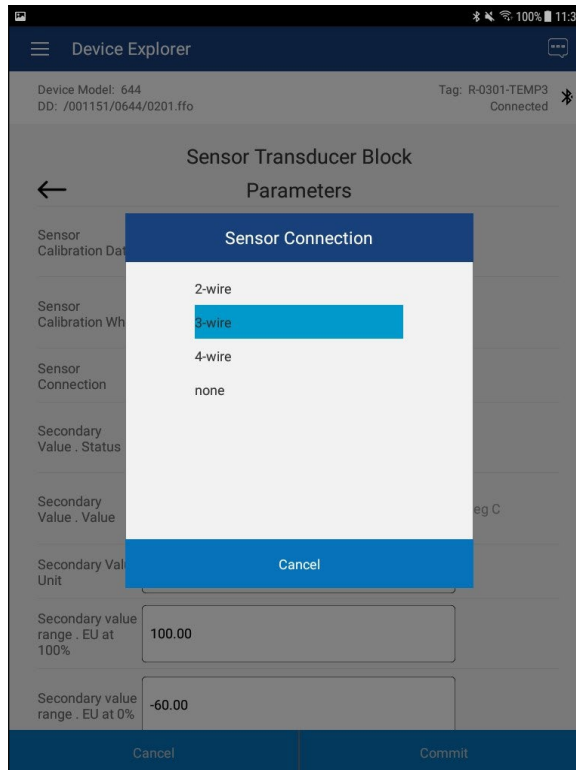 100% 11:3
Device Explorer
Device Model: 644
DD: /001151/0644/0201.ffo
Tag: R-0301-TEMP3
Connected
Sensor Transducer Block
Parameters
Sensor
Calibration Dat
Sensor
Calibration Wh
Sensor
Connection
Secondary
Value . Status
Secondary
Value . Value
eg C
Secondary Val
Unit
Secondary value
range . EU at
100%
100.00
Secondary value
range . EU at 0%
-60.00
Cancel
Commit
Sensor Connection
2-wire
3-wire
4-wire
none
Cancel